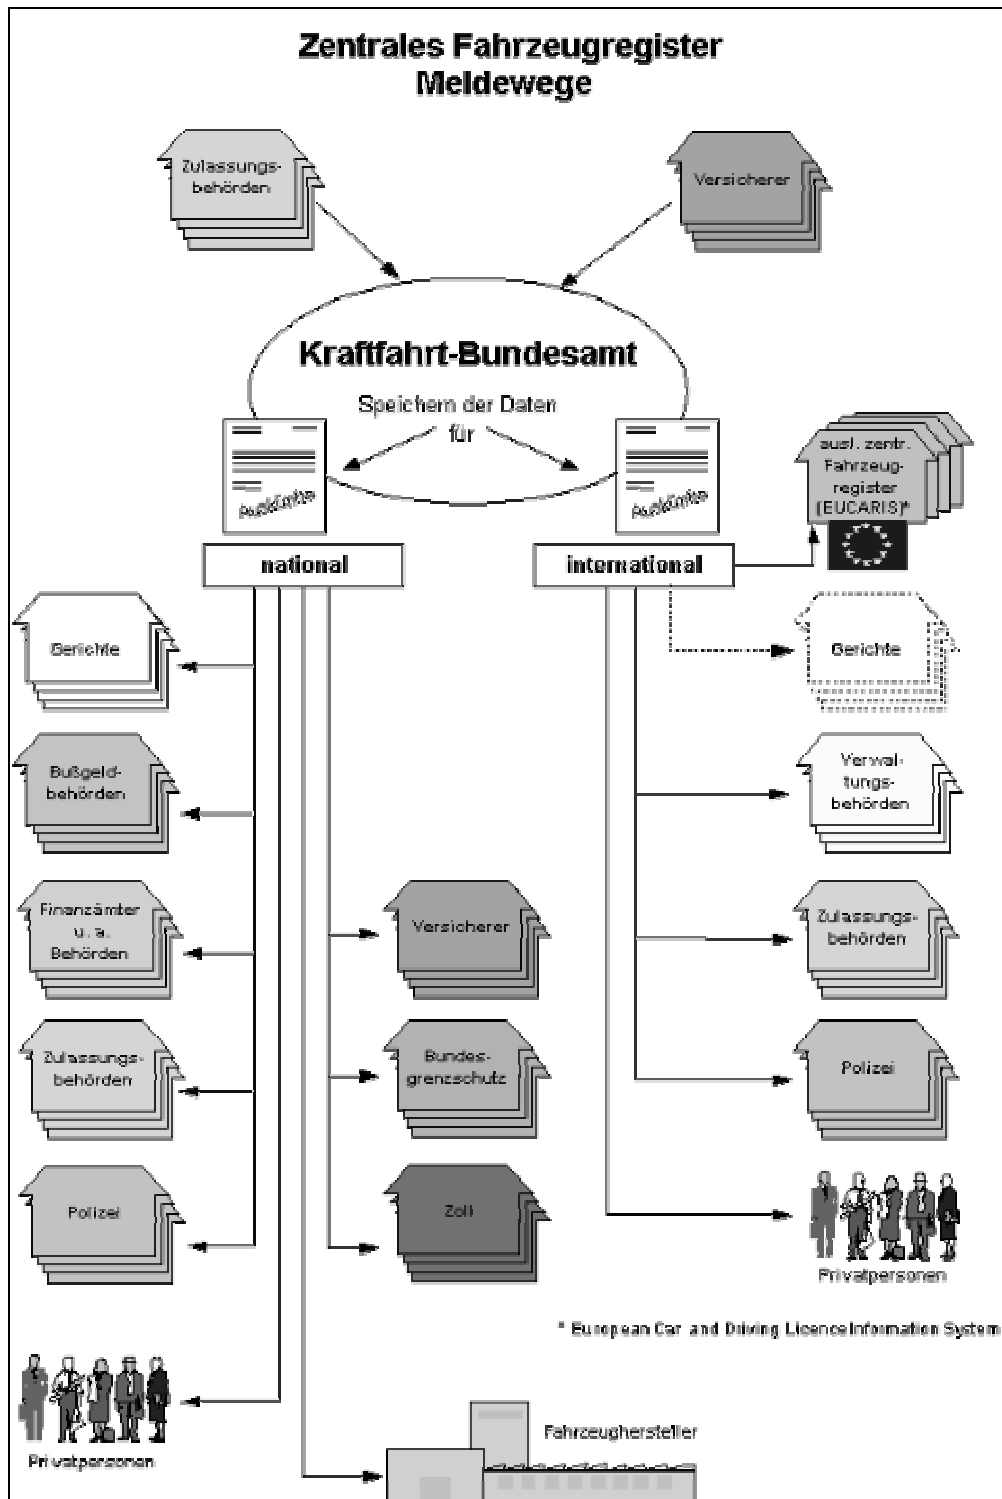 Zentrales Fahrzeugregister
Meldewege
Zulassungs-
behörden
Versicherer
Kraftfahrt-Bundesamt
Speichern der Daten
für
Auskünfte
Auskünfte
ausl. zentr.
Fahrzeug-
register
(EUCARIS)*
national
international
Gerichte
Gerichte
Bußgeld-
behörden
Verwal-
tungs-
behörden
Finanzämter
u. a.
Behörden
Versicherer
Zulassungs-
behörden
Zulassungs-
behörden
Bundes-
grenzschutz
Polizei
Polizei
Zoll
Privatpersonen
* European Car and Driving Licence Information System
Privatpersonen
Fahrzeughersteller